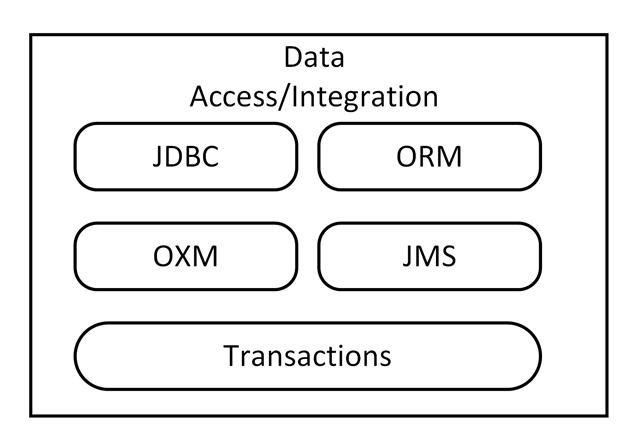 Data
Access/Integration
JDBC
ORM
OXM
JMS
Transactions